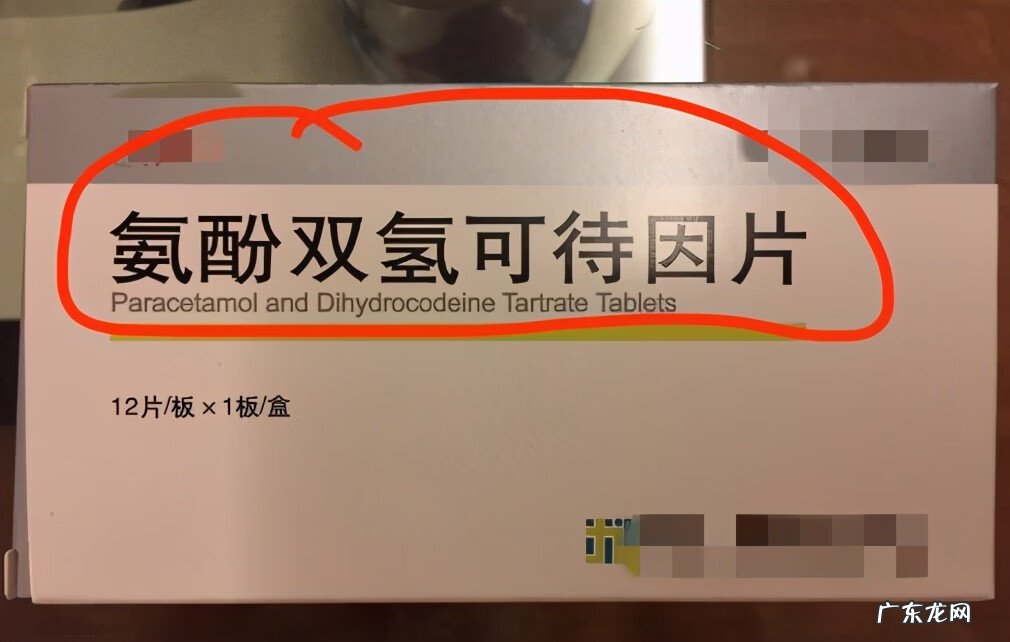 氨酚双氢可待因片
Paracetamol and Dihydrocodeine Tartrate Tablets
12片/板×1板/盒
广东龙网